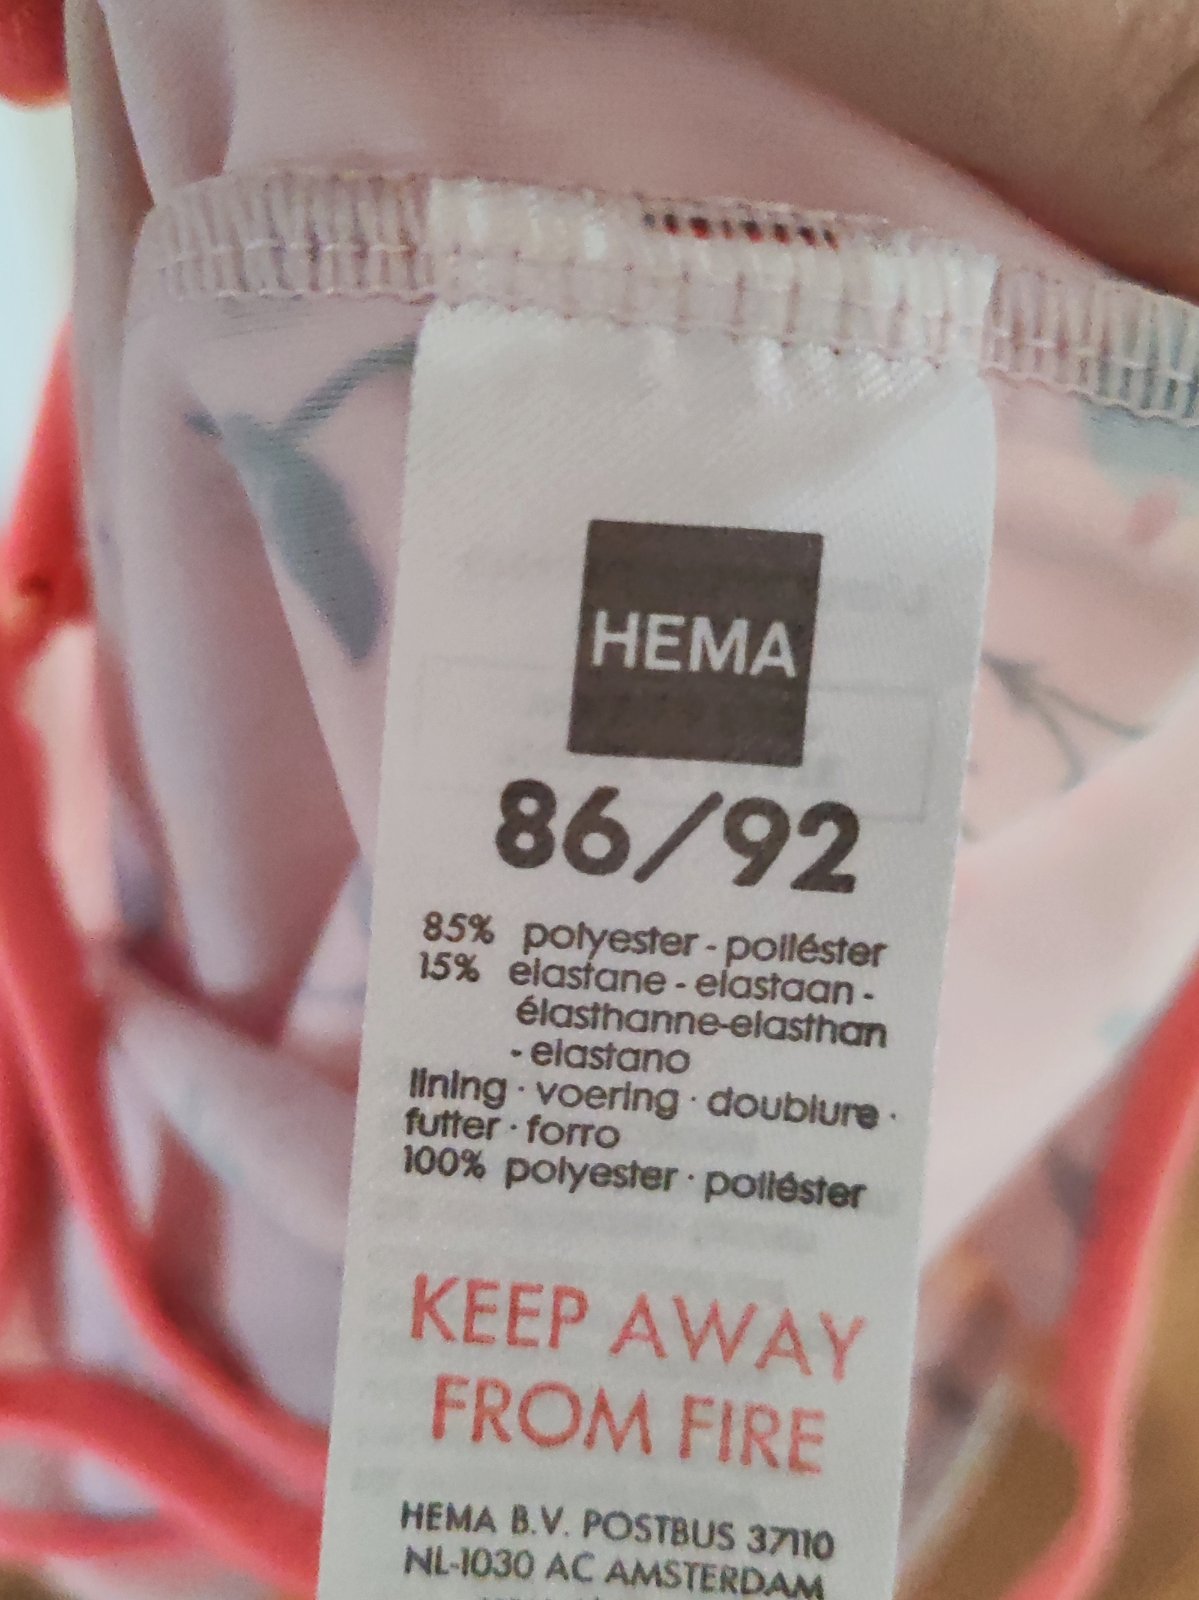 HEMA
86/92
85% polyester - poliéster
15% elastane - elastaan -
élasthanne-elasthan
- elastano
lining · voering · doublure ·
futter · forro
100% polyester · poliéster
KEEP AWAY
FROM FIRE
HEMA B.V. POSTBUS 37110
NL-1030 AC AMSTERDAM